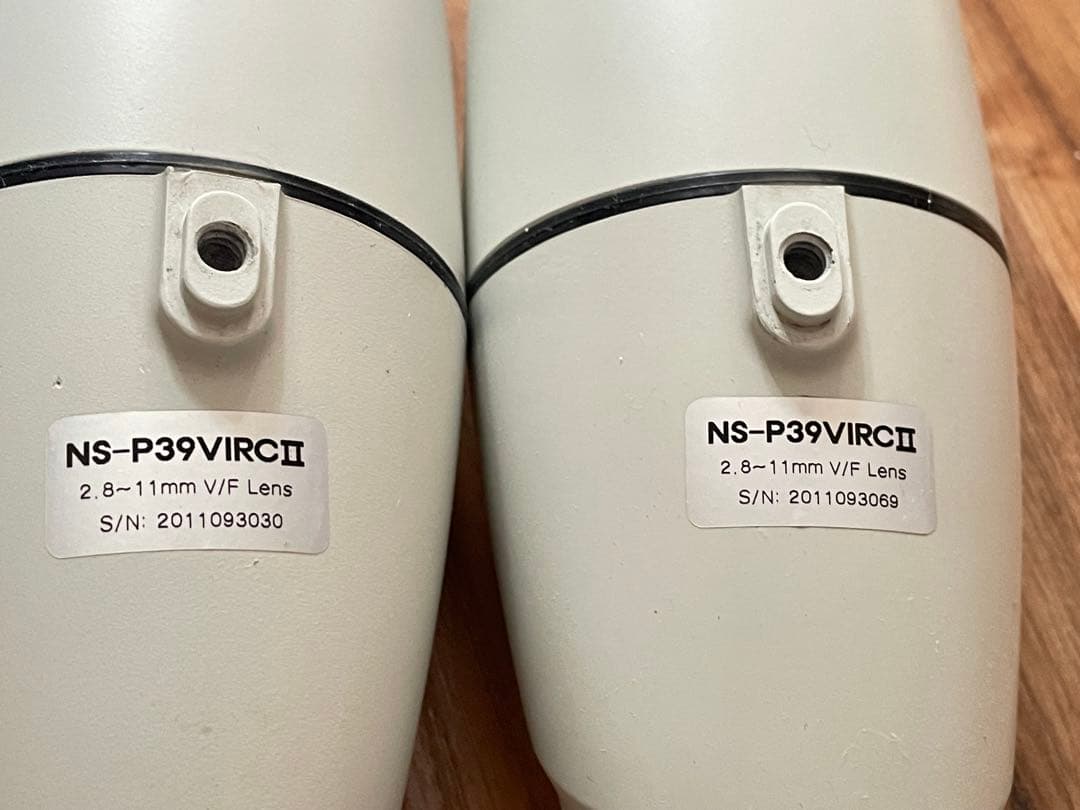 NS-P39VIRCII
2.8~11mm V/F Lens
S/N: 2011093030
NS-P39VIRCII
2.8~11mm V/F Lens
S/N: 2011093069